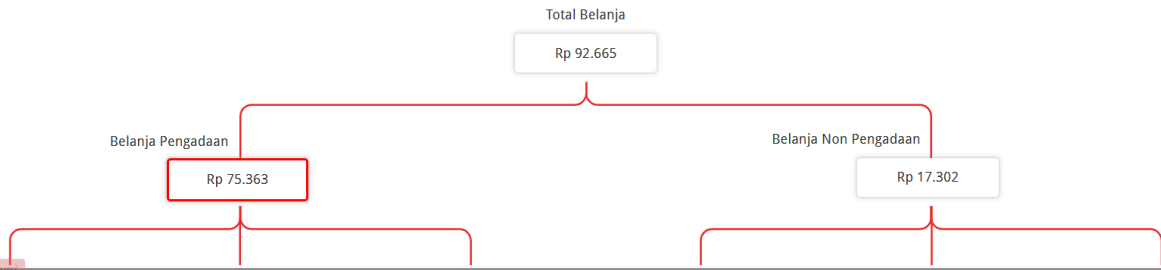 Total Belanja
Rp 92.665
Belanja Pengadaan
Belanja Non Pengadaan
Rp 75.363
Rp 17.302